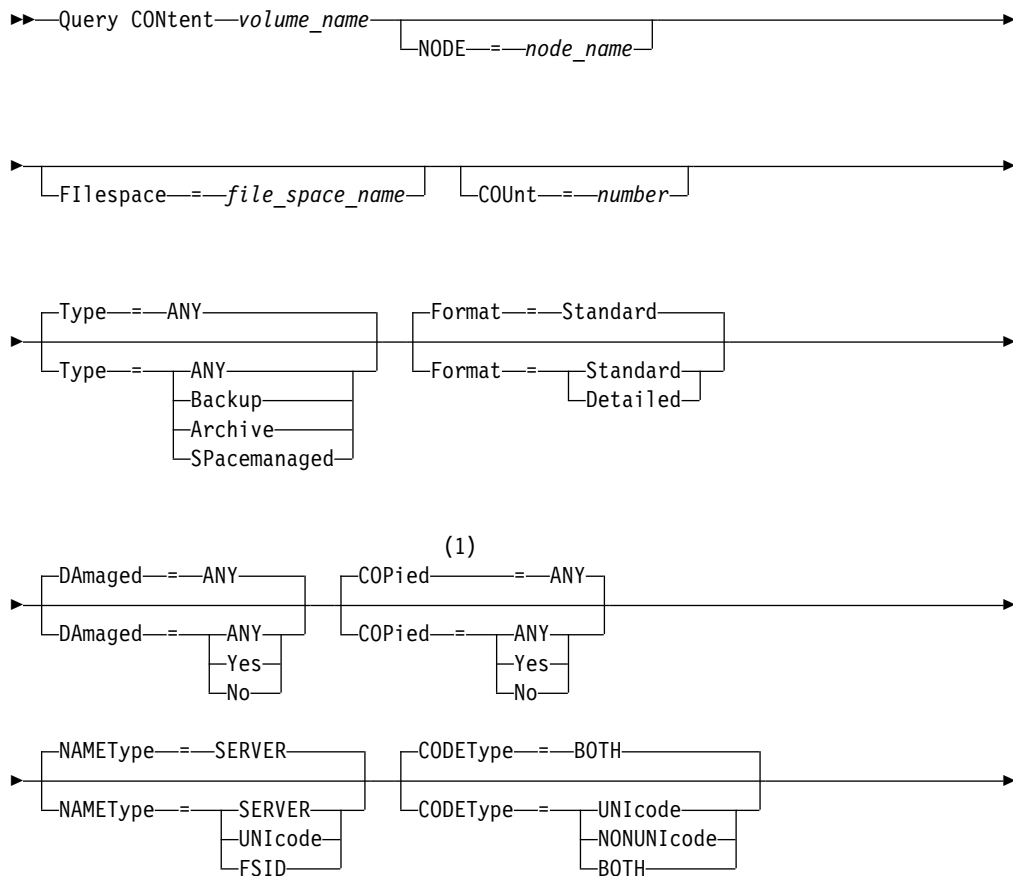 Query CONtent volume_name
NODE = node_name
FIlespace = file_space_name COUnt = number
Type = ANY Format = Standard
Type = ANY Format = Standard
Backup Detailed
Archive
SPacemanaged
(1)
DAmaged = ANY COPied = ANY
DAmaged = ANY COPied = ANY
Yes Yes
No No
NAMEType = SERVER CODEType = BOTH
NAMEType = SERVER CODEType = UNIcode
UNIcode NONUNIcode
FSID BOTH